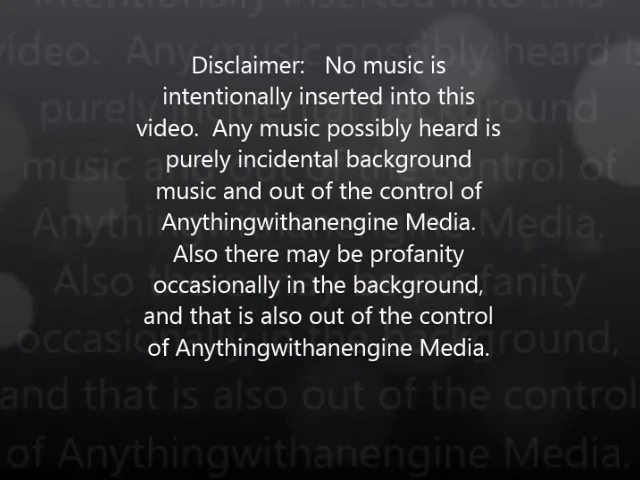 Disclaimer:   No music is
intentionally inserted into this
video.  Any music possibly heard is
purely incidental background
music and out of the control of
Anythingwithanengine Media.
Also there may be profanity
occasionally in the background,
and that is also out of the control
of Anythingwithanengine Media.